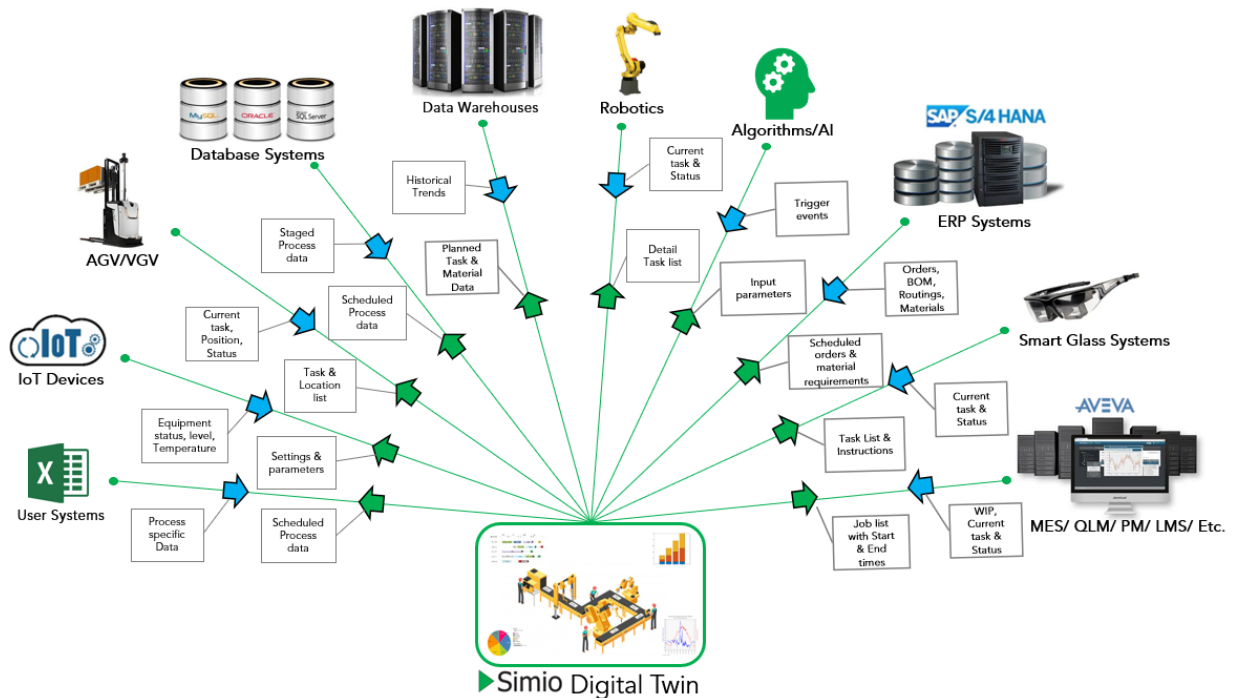 Data Warehouses
Robotics
Algorithms/AI
MySQL
ORACLE
SQL Server
Database Systems
SAP S/4 HANA
ERP Systems
AGV/VGV
IoT
IoT Devices
Smart Glass Systems
X
User Systems
AVEVA
MES/ QLM/ PM/ LMS/ Etc.
Historical
Trends
Current
task &
Status
Trigger
events
Staged
Process
data
Planned
Task &
Material
Data
Detail
Task list
Input
parameters
Orders,
BOM,
Routings,
Materials
Current
task,
Position,
Status
Scheduled
Process
data
Scheduled
orders &
material
requirements
Task &
Location
list
Current
task &
Status
Equipment
status, level,
Temperature
Settings &
parameters
Task List &
Instructions
Process
specific
Data
Scheduled
Process
data
Job list
with Start
& End
times
WIP,
Current
task &
Status
Simio Digital Twin